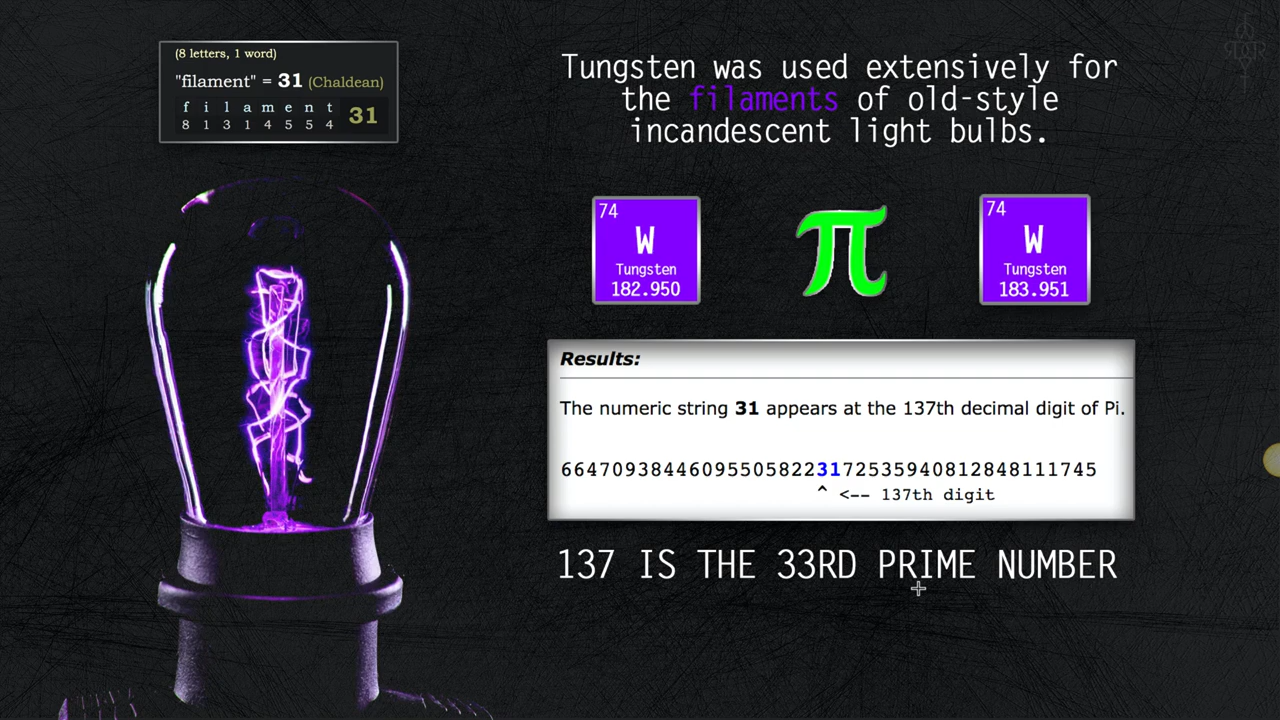 (8 letters, 1 word)
"filament" = 31 (Chaldean)
f i l a m e n t
8 1 3 1 4 5 5 4 31
Tungsten was used extensively for
the filaments of old-style
incandescent light bulbs.
74
W
Tungsten
182.950
π
74
W
Tungsten
183.951
Results:
The numeric string 31 appears at the 137th decimal digit of Pi.
664709384460955058223172535940812848111745
^ <-- 137th digit
137 IS THE 33RD PRIME NUMBER